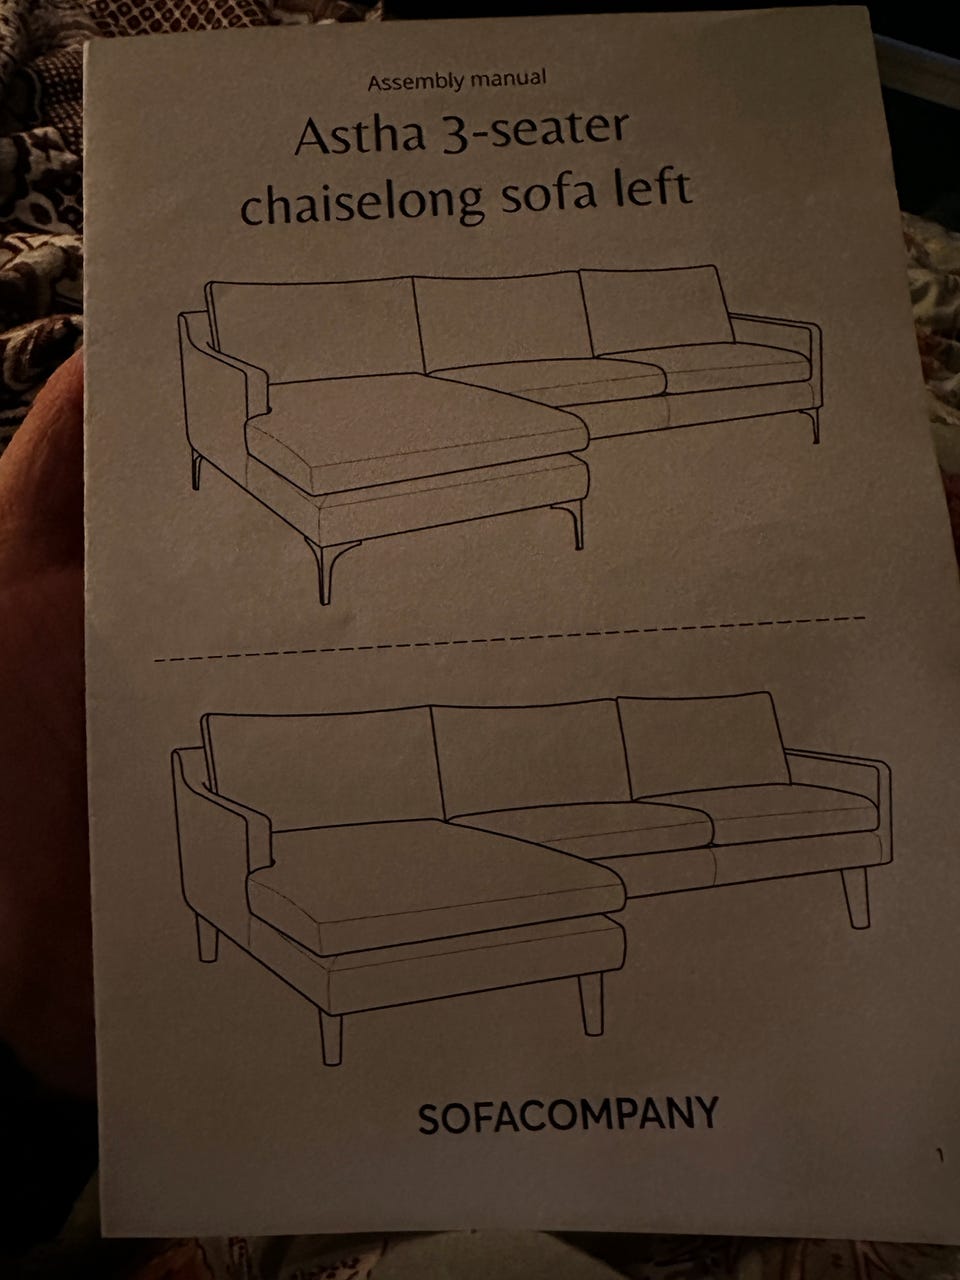 Assembly manual
Astha 3-seater
chaiselong sofa left
SOFACOMPANY
1